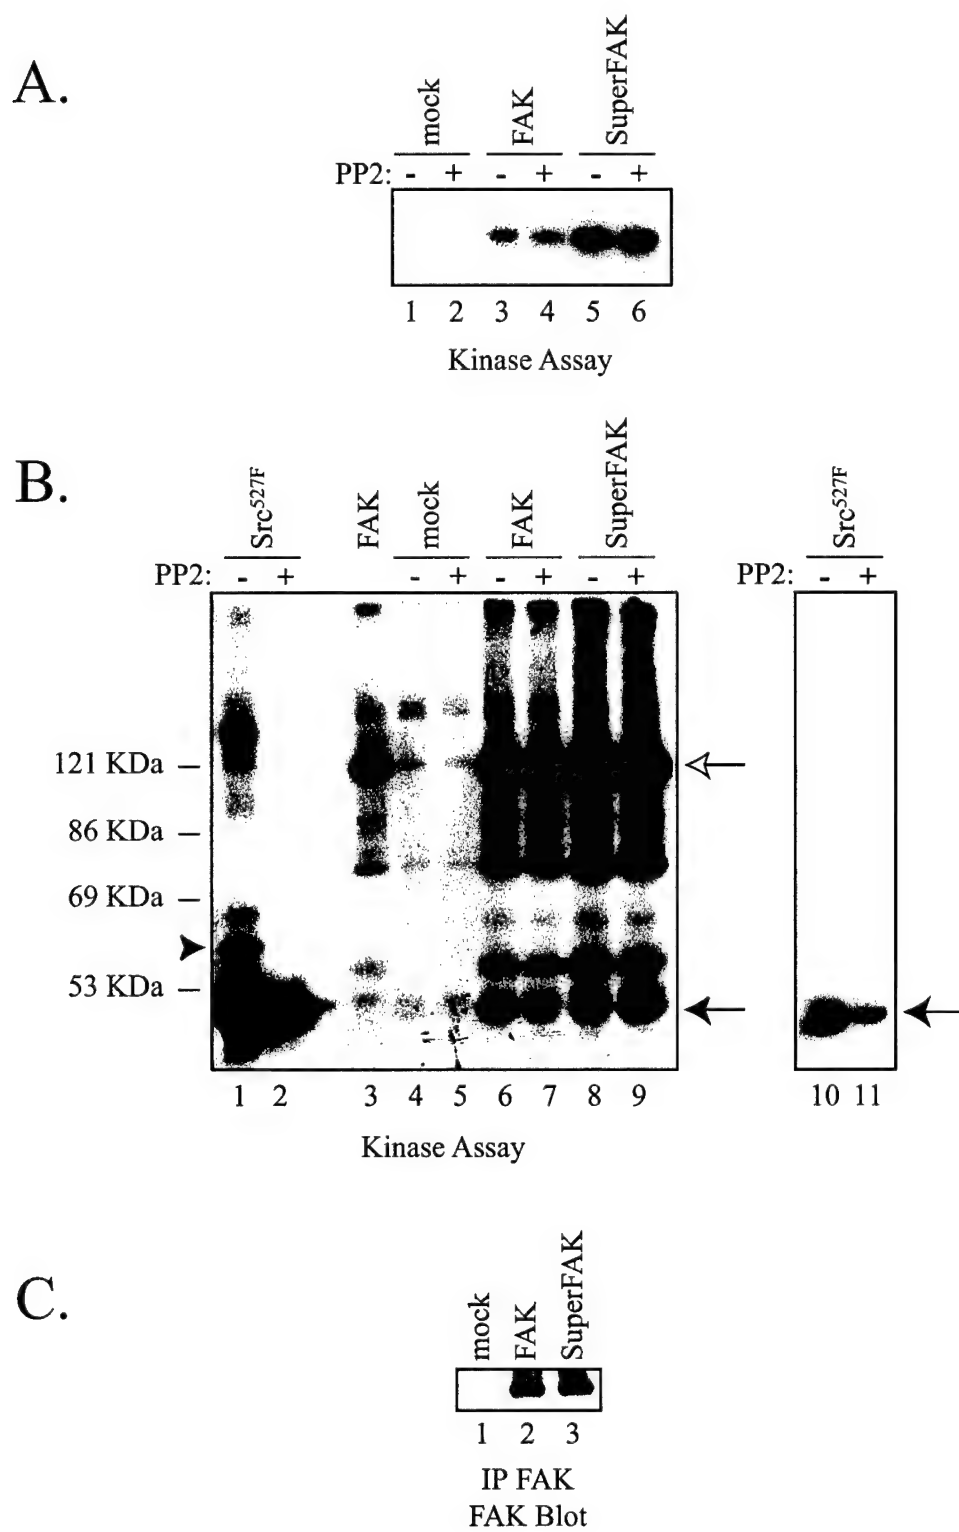 A.
mock FAK SuperFAK
PP2: - + - + - +
1 2 3 4 5 6
Kinase Assay
B.
Src527F FAK mock FAK SuperFAK Src527F
PP2: - + - + - + - + PP2: - +
121 KDa
86 KDa
69 KDa
53 KDa
1 2 3 4 5 6 7 8 9 10 11
Kinase Assay
C.
mock FAK SuperFAK
1 2 3
IP FAK
FAK Blot